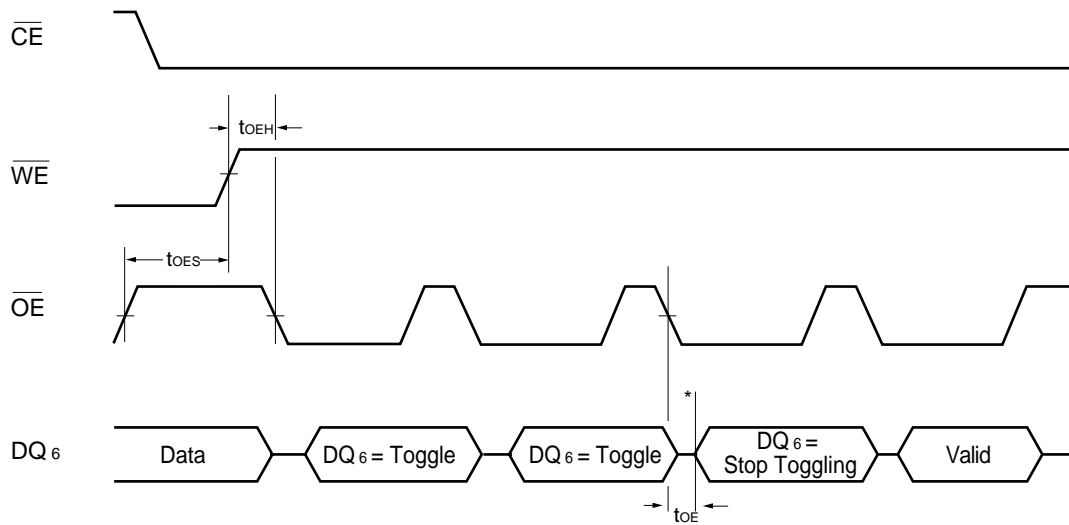 CE
tOEH
WE
tOES
OE
*
DQ6
Data
DQ6 = Toggle
DQ6 = Toggle
DQ6 =
Stop Toggling
Valid
tOE